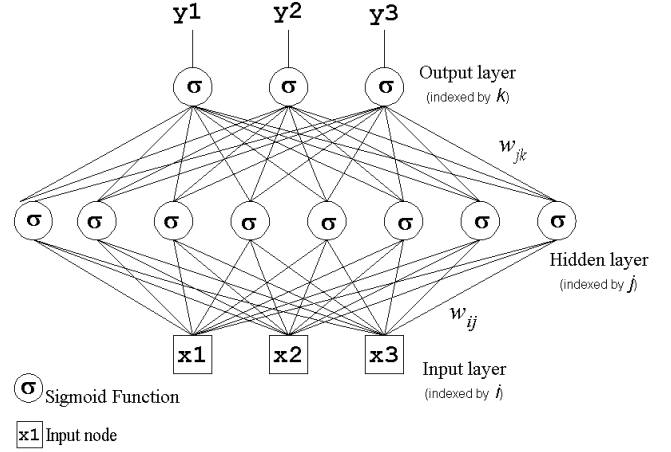 y1 y2 y3
σ σ σ
Output layer
(indexed by k)
w_jk
σ σ σ σ σ σ σ σ
Hidden layer
(indexed by j)
w_ij
x1 x2 x3
Input layer
(indexed by i)
σ Sigmoid Function
x1 Input node